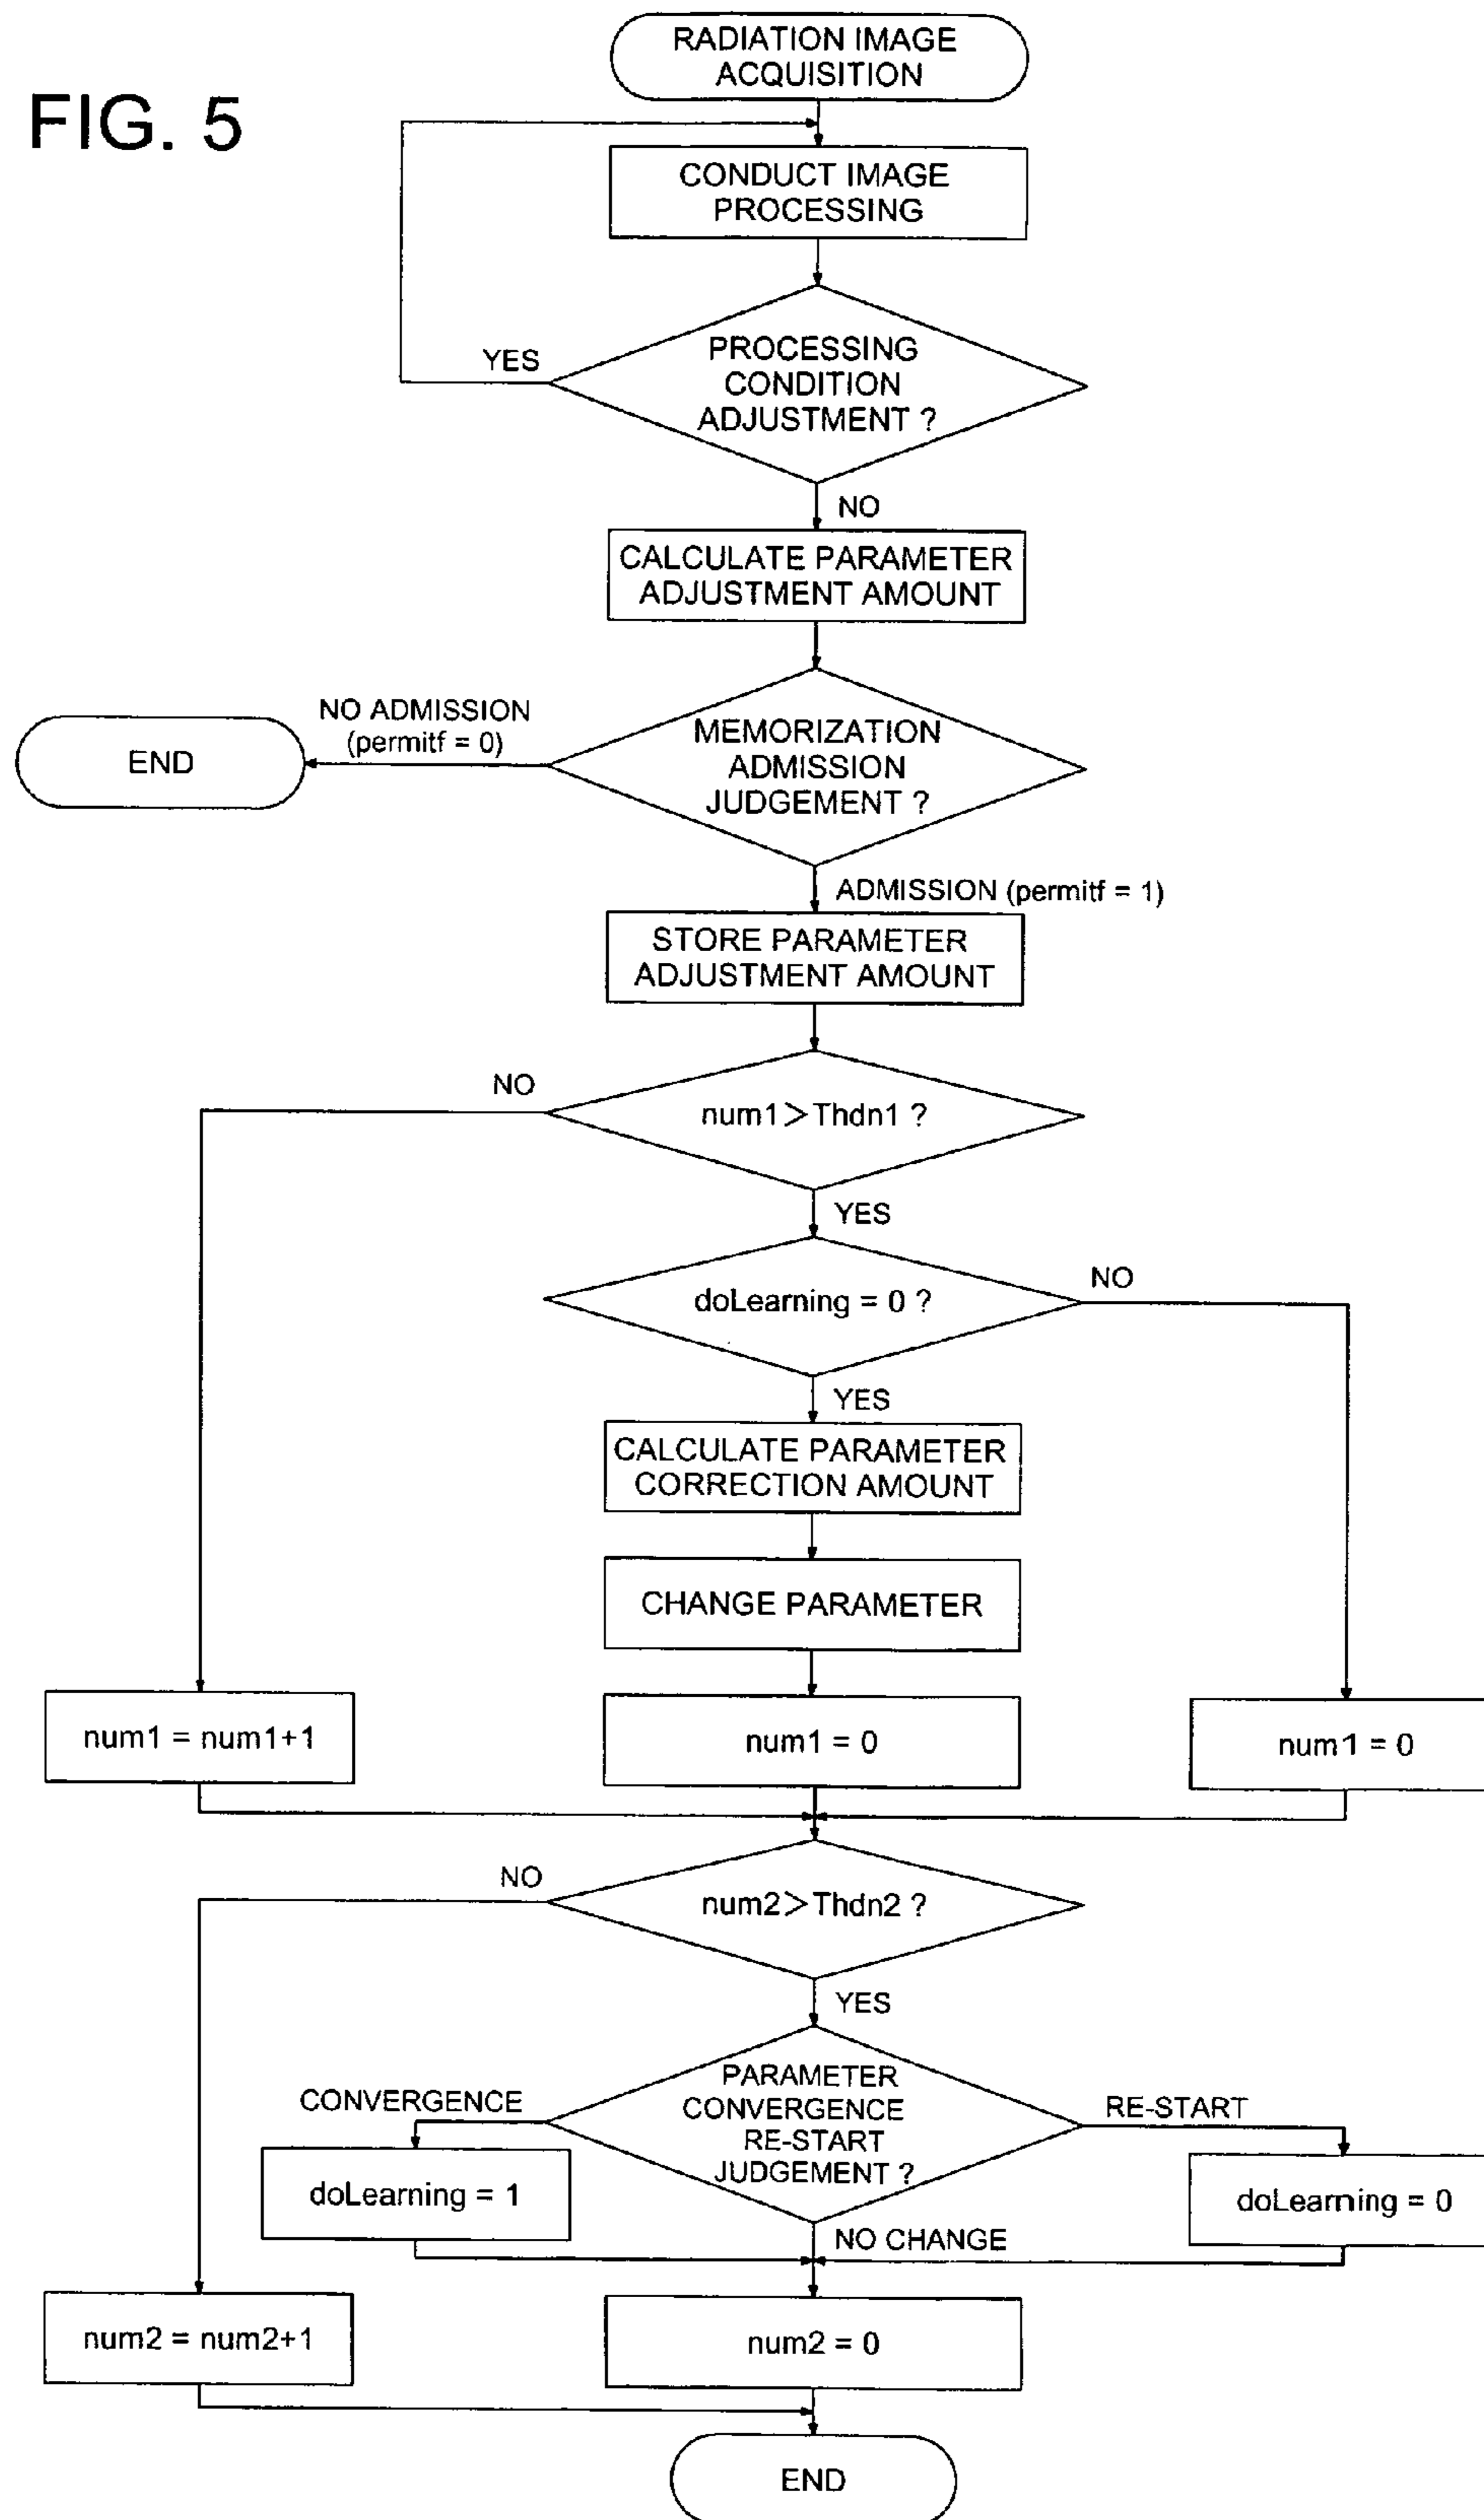 FIG. 5
RADIATION IMAGE
ACQUISITION
CONDUCT IMAGE
PROCESSING
YES
PROCESSING
CONDITION
ADJUSTMENT ?
NO
CALCULATE PARAMETER
ADJUSTMENT AMOUNT
NO ADMISSION
(permitf = 0)
END
MEMORIZATION
ADMISSION
JUDGEMENT ?
ADMISSION (permitf = 1)
STORE PARAMETER
ADJUSTMENT AMOUNT
NO
num1>Thdn1 ?
YES
NO
doLearning = 0 ?
YES
CALCULATE PARAMETER
CORRECTION AMOUNT
CHANGE PARAMETER
num1 = num1+1
num1 = 0
num1 = 0
NO
num2>Thdn2 ?
YES
CONVERGENCE
PARAMETER
CONVERGENCE
RE-START
JUDGEMENT ?
RE-START
doLearning = 1
doLearning = 0
NO CHANGE
num2 = num2+1
num2 = 0
END